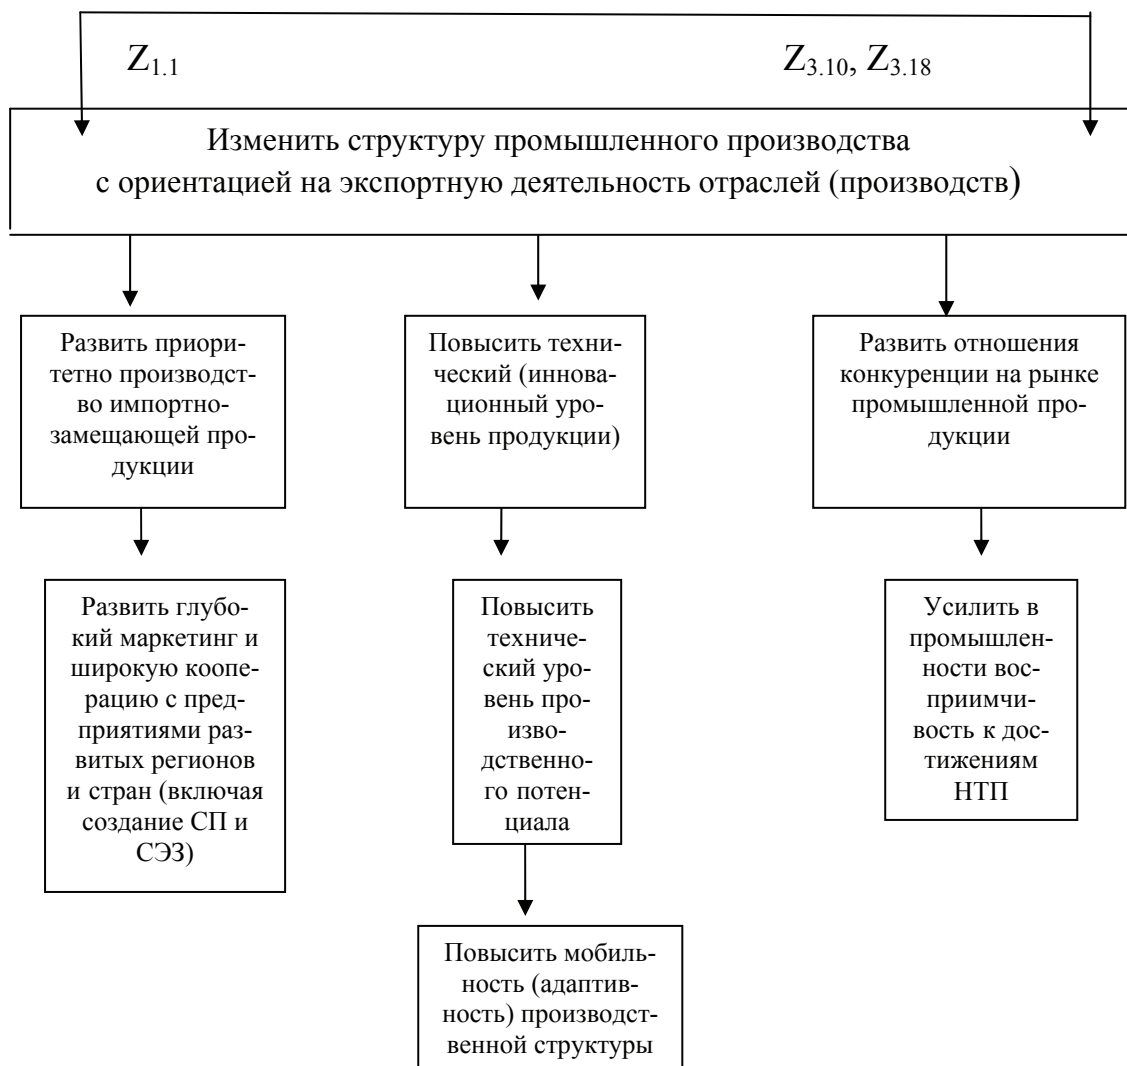 Z1.1
Z3.10, Z3.18
Изменить структуру промышленного производства
с ориентацией на экспортную деятельность отраслей (производств)
Развить приори-
тетно производст-
во импортно-
замещающей про-
дукции
Повысить техни-
ческий (иннова-
ционный уро-
вень продукции)
Развить отношения
конкуренции на рынке
промышленной про-
дукции
Развить глубо-
кий маркетинг и
широкую коопе-
рацию с пред-
приятиями раз-
витых регионов
и стран (включая
создание СП и
СЭЗ)
Повысить
техниче-
ский уро-
вень про-
изво-
дственно-
го потен-
циала
Усилить в
промышлен-
ности вос-
приимчи-
вость к дос-
тижениям
НТП
Повысить мобиль-
ность (адаптив-
ность) производст-
венной структуры